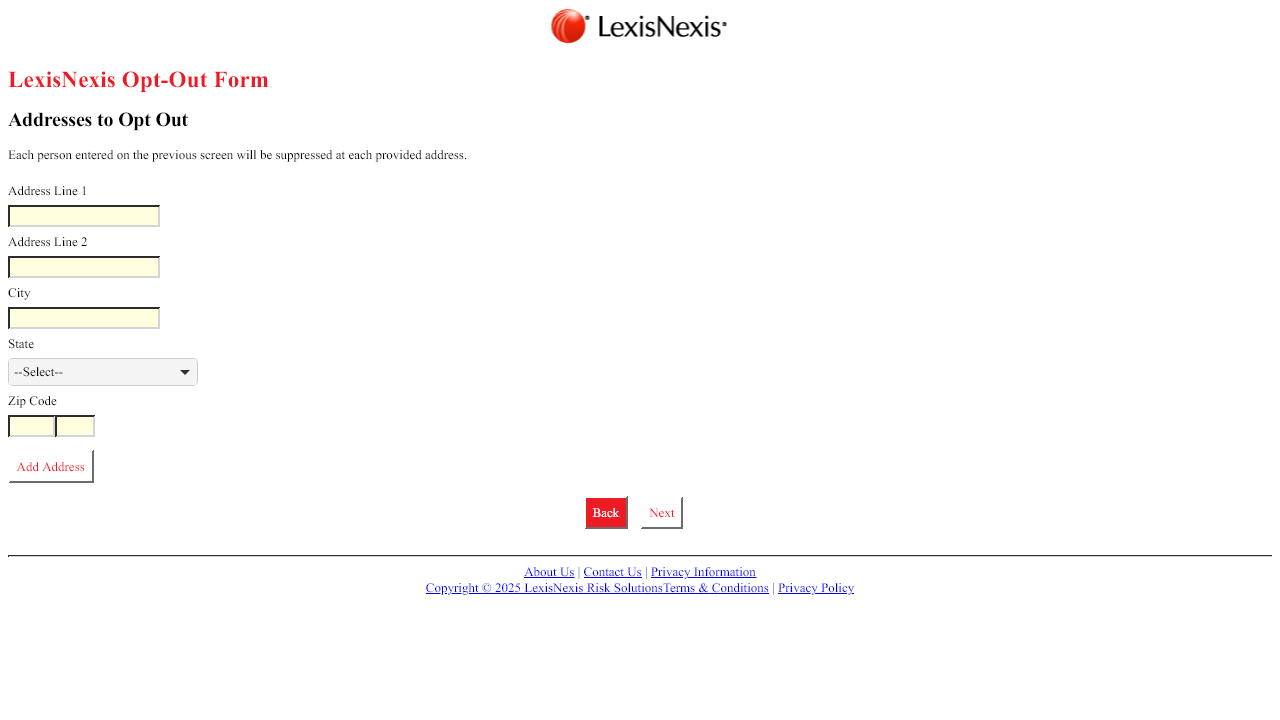 LexisNexis
LexisNexis Opt-Out Form
Addresses to Opt Out
Each person entered on the previous screen will be suppressed at each provided address.
Address Line 1
Address Line 2
City
State
--Select--
Zip Code
Add Address
Back Next
About Us | Contact Us | Privacy Information
Copyright © 2025 LexisNexis Risk SolutionsTerms & Conditions | Privacy Policy